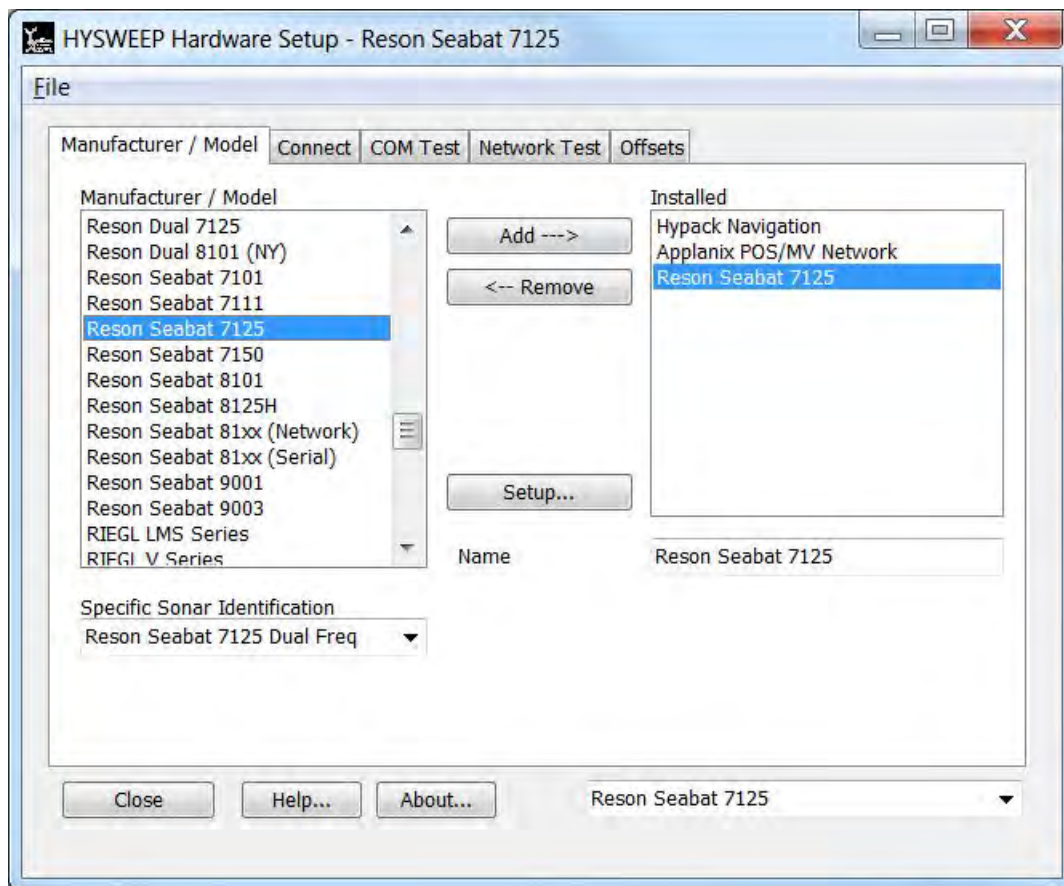 HYSWEEP Hardware Setup - Reson Seabat 7125
File
Manufacturer / Model
Connect
COM Test
Network Test
Offsets
Manufacturer / Model
Reson Dual 7125
Reson Dual 8101 (NY)
Reson Seabat 7101
Reson Seabat 7111
Reson Seabat 7125
Reson Seabat 7150
Reson Seabat 8101
Reson Seabat 8125H
Reson Seabat 81xx (Network)
Reson Seabat 81xx (Serial)
Reson Seabat 9001
Reson Seabat 9003
RIEGL LMS Series
RIEGL V Series
Add --->
<-- Remove
Setup...
Installed
Hypack Navigation
Applanix POS/MV Network
Reson Seabat 7125
Name
Reson Seabat 7125
Specific Sonar Identification
Reson Seabat 7125 Dual Freq
Close
Help...
About...
Reson Seabat 7125